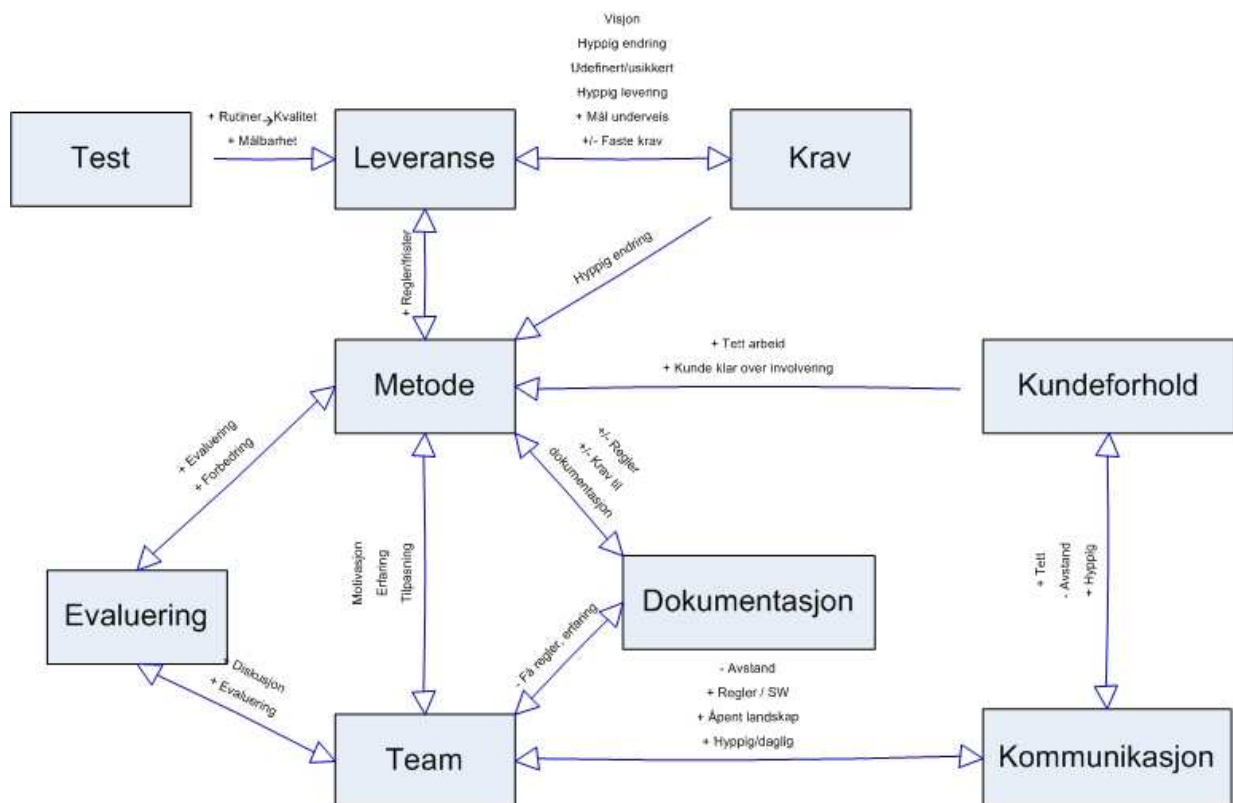 Visjon
Hyppig endring
Udefinert/usikkert
Hyppig levering
+ Mål underveis
+/- Faste krav
+ Rutiner→Kvalitet
+ Målbarhet
Test
Leveranse
Krav
+ Regler/frister
Hyppig endring
+ Tett arbeid
+ Kunde klar over involvering
Metode
Kundeforhold
+ Evaluering
+ Forbedring
+/- Regler
+/- Krav til
dokumentasjon
Motivasjon
Erfaring
Tilpasning
+ Tett
- Avstand
+ Hyppig
Evaluering
Dokumentasjon
- Få regler, erfaring
+ Diskusjon
+ Evaluering
- Avstand
+ Regler / SW
+ Åpent landskap
+ Hyppig/daglig
Team
Kommunikasjon